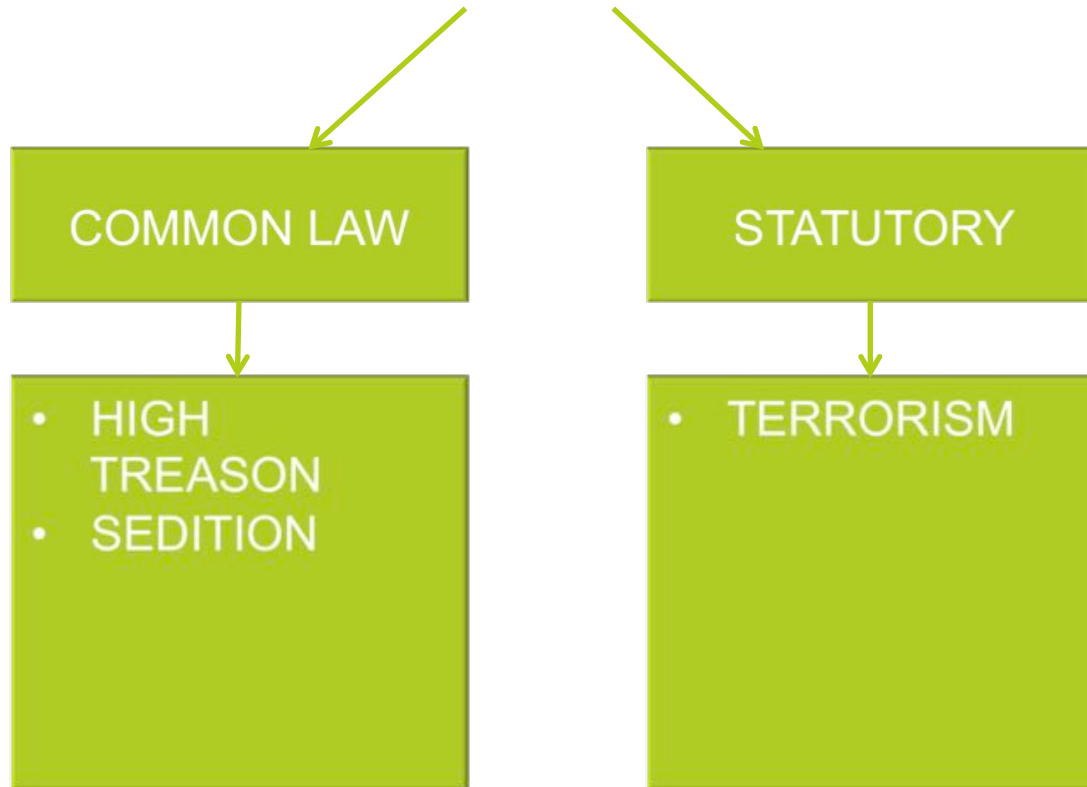 COMMON LAW
STATUTORY
• HIGH
TREASON
• SEDITION
• TERRORISM